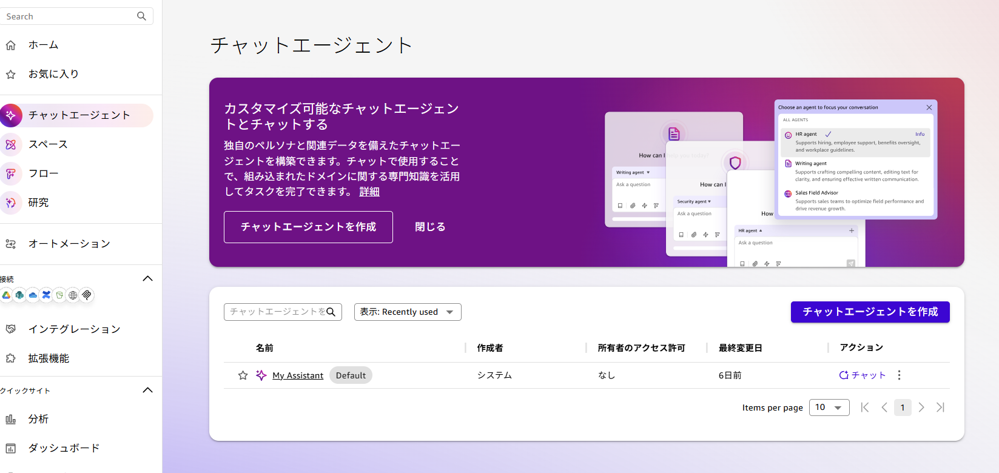 Search
ホーム
お気に入り
チャットエージェント
スペース
フロー
研究
オートメーション
接続
インテグレーション
拡張機能
クイックサイト
分析
ダッシュボード
チャットエージェント
カスタマイズ可能なチャットエージェン
トとチャットする
独自のペルソナと関連データを備えたチャットエー
ジェントを構築できます。チャットで使用すること
で、組み込まれたドメインに関する専門知識を活用
してタスクを完了できます。 詳細
チャットエージェントを作成 閉じる
How can I help you today?
Writing agent
Ask a question
How can I
Security agent
Ask a question
How
HR agent
Ask a question
Choose an agent to focus your conversation
ALL AGENTS
HR agent Info
Supports hiring, employee support, benefits oversight,
and workplace guidelines.
Writing agent
Supports crafting compelling content, editing text for
clarity, and ensuring effective written communication.
Sales Field Advisor
Supports sales teams to optimize field performance and
drive revenue growth.
チャットエージェントを 表示: Recently used チャットエージェントを作成
名前 作成者 所有者のアクセス許可 最終変更日 アクション
My Assistant Default システム なし 6日前 チャット
Items per page 10 1